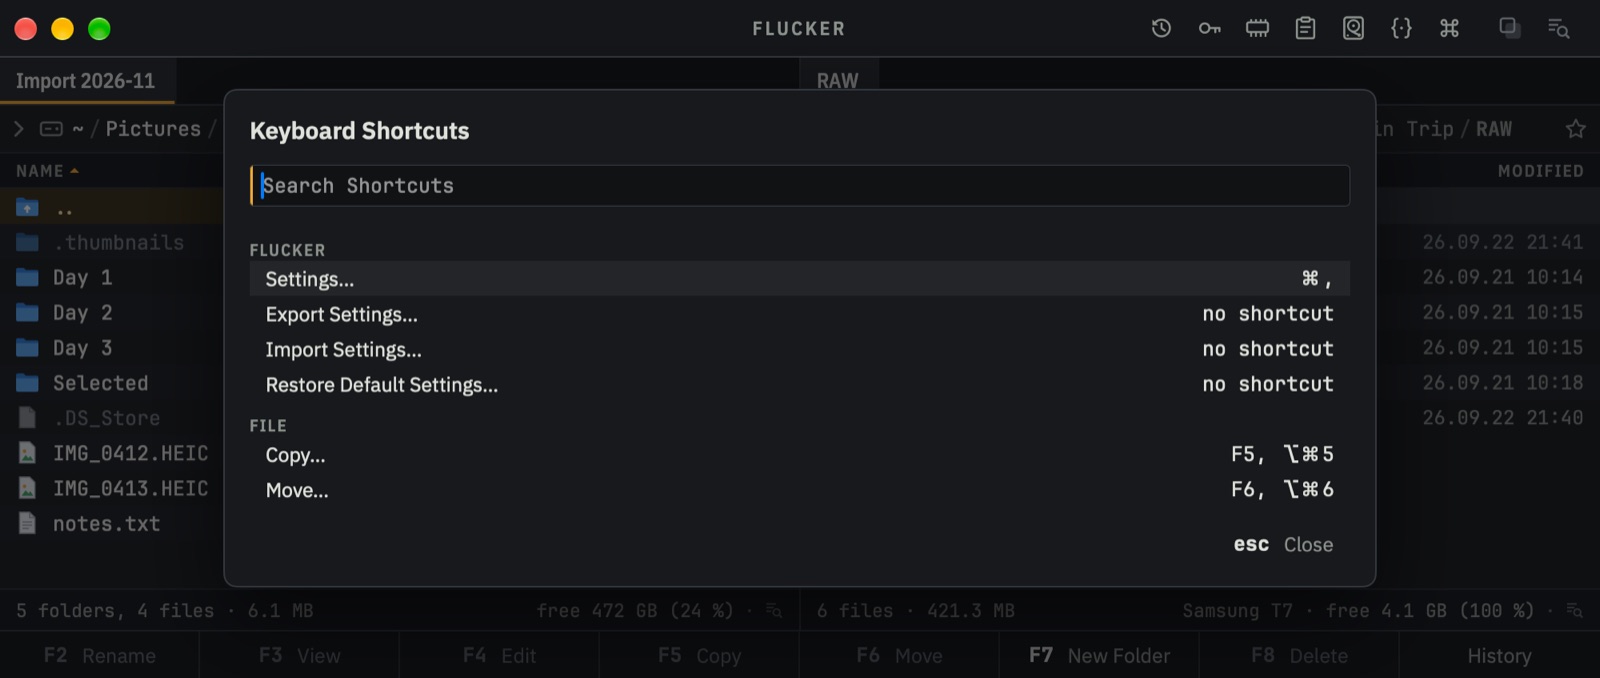 FLUCKER
Import 2026-11
RAW
~ / Pictures /
in Trip / RAW
Keyboard Shortcuts
Search Shortcuts
NAME
MODIFIED
..
.thumbnails
26.09.22 21:41
Day 1
26.09.21 10:14
Day 2
26.09.21 10:15
Day 3
26.09.21 10:15
Selected
26.09.21 10:18
.DS_Store
26.09.22 21:40
IMG_0412.HEIC
IMG_0413.HEIC
notes.txt
FLUCKER
Settings... ⌘,
Export Settings... no shortcut
Import Settings... no shortcut
Restore Default Settings... no shortcut
FILE
Copy... F5, ⌥⌘5
Move... F6, ⌥⌘6
esc Close
5 folders, 4 files · 6.1 MB
free 472 GB (24 %) ·
6 files · 421.3 MB
Samsung T7 · free 4.1 GB (100 %) ·
F2 Rename
F3 View
F4 Edit
F5 Copy
F6 Move
F7 New Folder
F8 Delete
History